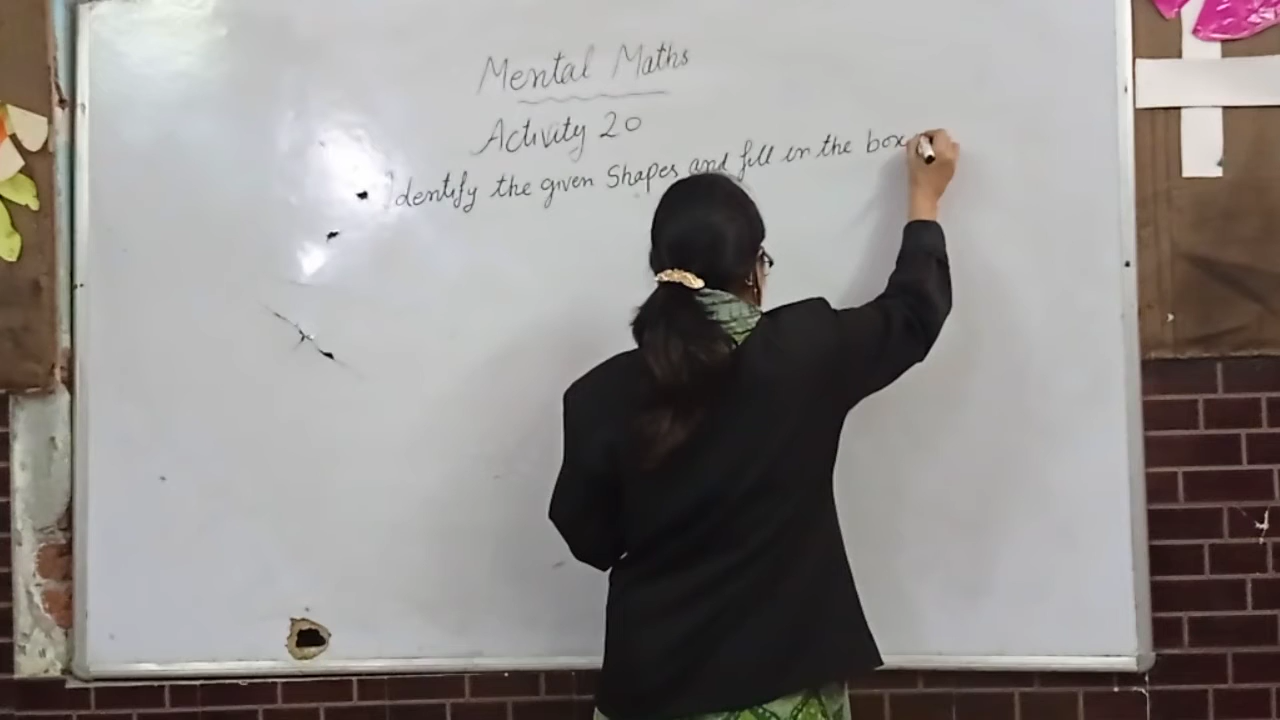 Mental Maths
Activity 20
Identify the given Shapes and fill in the box